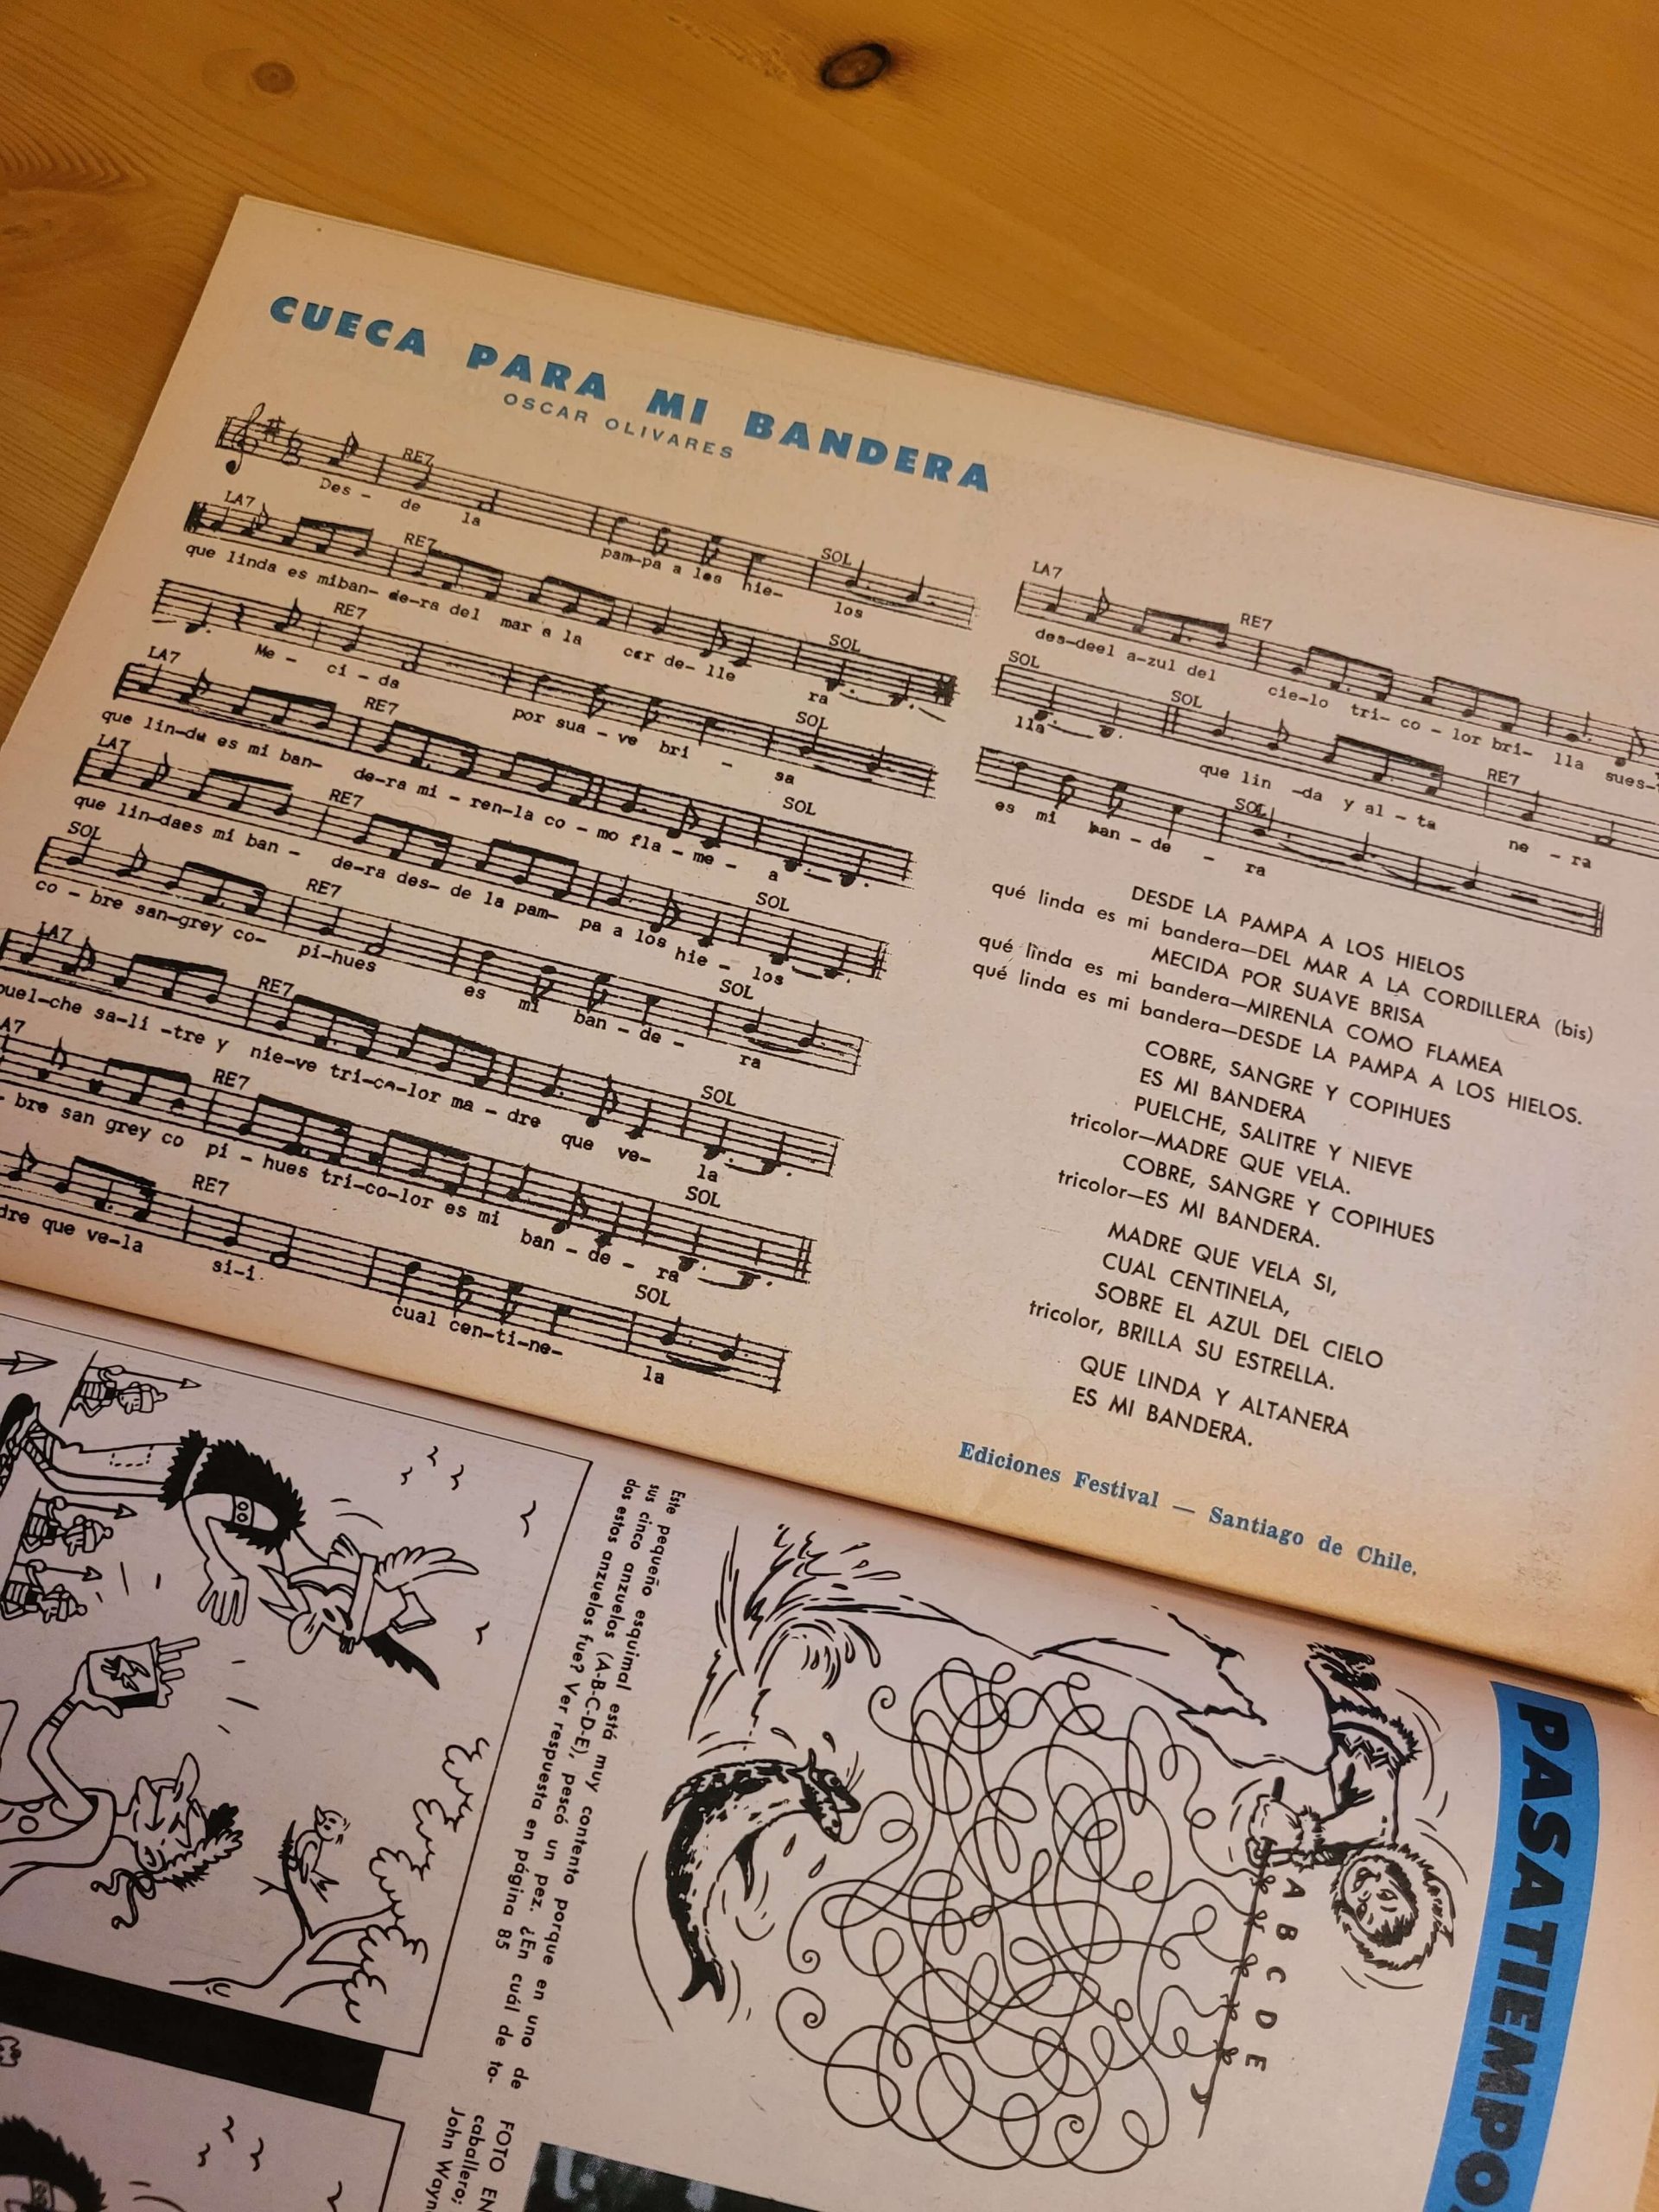 CUECA PARA MI BANDERA
OSCAR OLIVARES
RE7 SOL
Des - de la pam-pa a los hie- los
LA7 RE7 SOL
que linda es miban- de-ra del mar a la cor de- lle ra
RE7 SOL
Me - ci - da por sua - ve bri - sa
LA7 RE7 SOL
que lin-da es mi ban- de-ra mi - ren-la co - mo fla - me - a
LA7 RE7 SOL
que lin-daes mi ban - de-ra des- de la pam- pa a los hie - los
SOL RE7 SOL
co - bre san-grey co- pi-hues es mi ban - de - ra
LA7 RE7 SOL
puel-che sa-li -tre y nie-ve tri-co-lor ma - dre que ve- la
A7 RE7 SOL
- bre san grey co pi - hues tri-co-lor es mi ban - de - ra
RE7 SOL
dre que ve-la si-i cual cen-ti-ne- la
LA7 RE7
des-deel a-zul del cie-lo tri- co - lor bri- lla sues-
SOL SOL RE7
lla que lin -da y al - ta ne - ra
SOL
es mi ban - de - ra
DESDE LA PAMPA A LOS HIELOS
qué linda es mi bandera—DEL MAR A LA CORDILLERA (bis)
MECIDA POR SUAVE BRISA
qué linda es mi bandera—MIRENLA COMO FLAMEA
qué linda es mi bandera—DESDE LA PAMPA A LOS HIELOS.
COBRE, SANGRE Y COPIHUES
ES MI BANDERA
PUELCHE, SALITRE Y NIEVE
tricolor—MADRE QUE VELA.
COBRE, SANGRE Y COPIHUES
tricolor—ES MI BANDERA.
MADRE QUE VELA SI,
CUAL CENTINELA,
SOBRE EL AZUL DEL CIELO
tricolor, BRILLA SU ESTRELLA.
QUE LINDA Y ALTANERA
ES MI BANDERA.
Ediciones Festival — Santiago de Chile.
PASATIEMPO
A B C D E
Este pequeño esquimal está muy contento porque en uno de
sus cinco anzuelos (A-B-C-D-E), pescó un pez. ¿En cuál de to-
dos estos anzuelos fue? Ver respuesta en página 85
FOTO EN
caballero;
John Wayn